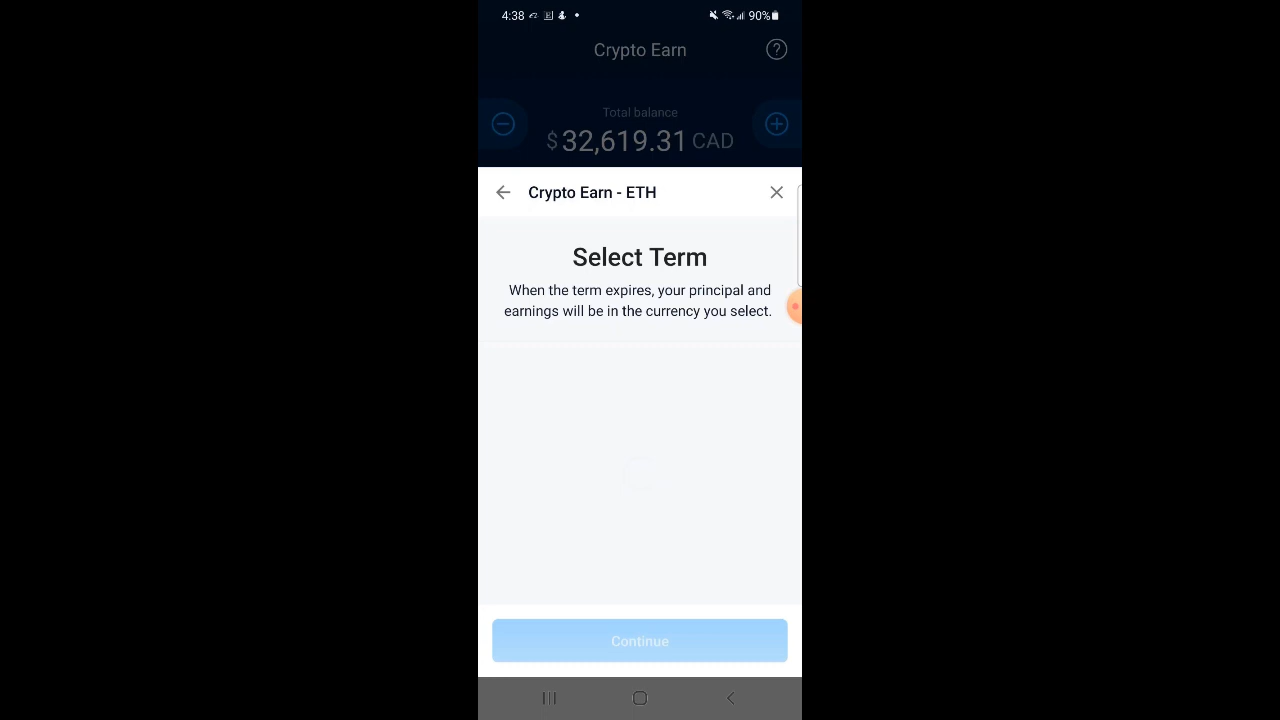 4:38
90%
Crypto Earn
Total balance
$32,619.31 CAD
Crypto Earn - ETH
Select Term
When the term expires, your principal and
earnings will be in the currency you select.
Continue